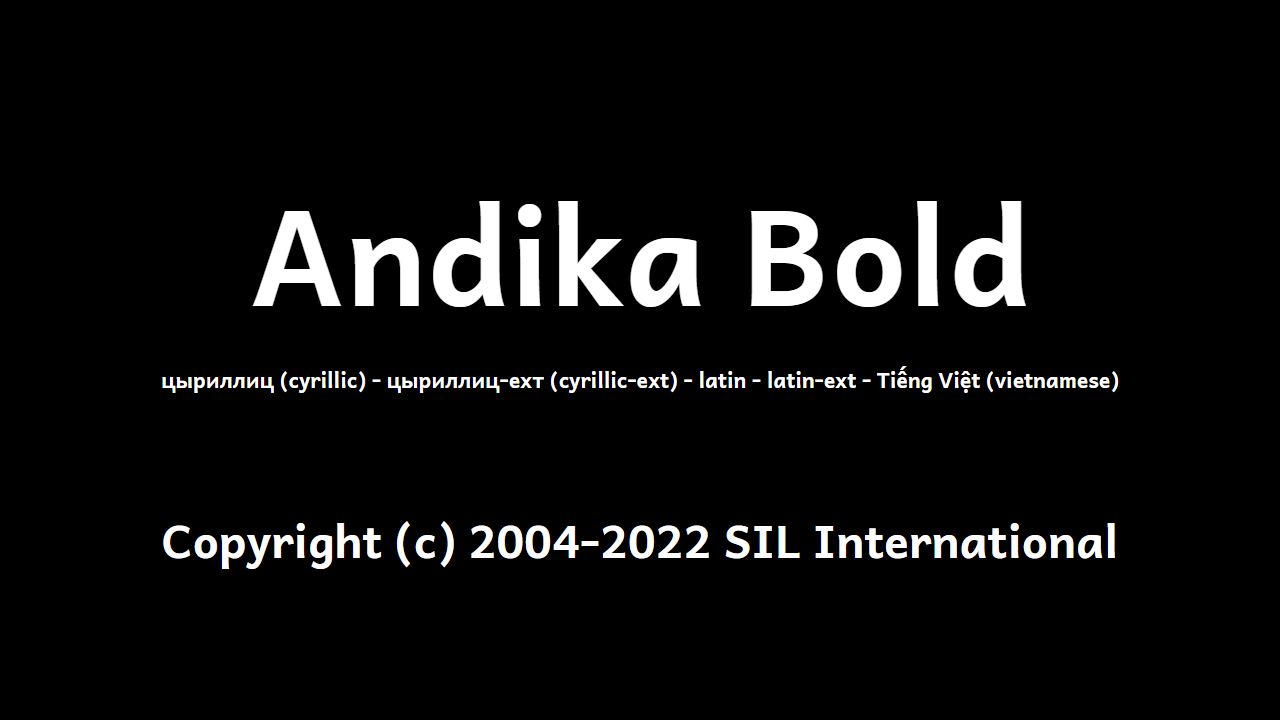 Andika Bold
цыриллиц (cyrillic) - цыриллиц-ехт (cyrillic-ext) - latin - latin-ext - Tiếng Việt (vietnamese)
Copyright (c) 2004-2022 SIL International